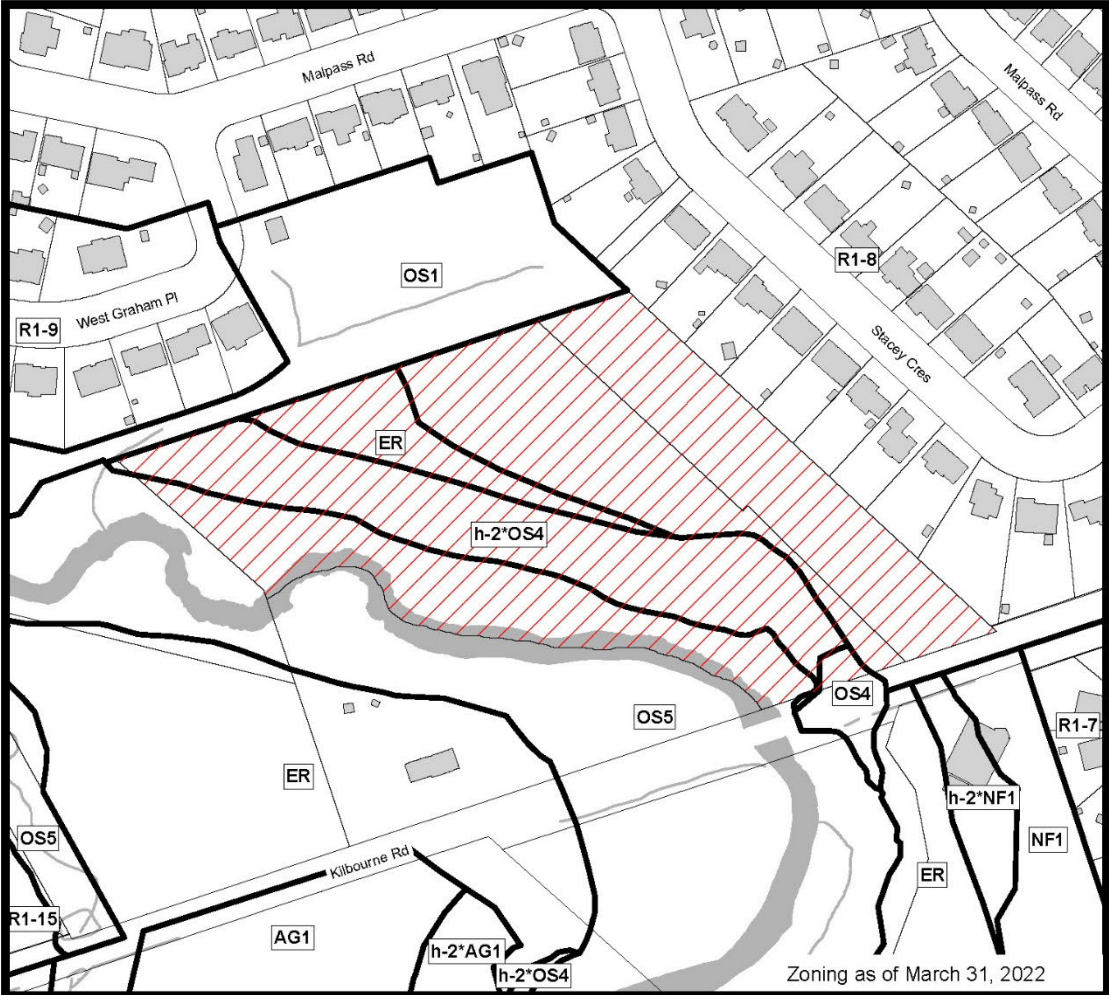 Malpass Rd
Malpass Rd
OS1
R1-8
West Graham Pl
R1-9
Stacey Cres
ER
h-2*OS4
OS4
OS5
R1-7
ER
h-2*NF1
OS5
NF1
Kilbourne Rd
ER
R1-15
AG1
h-2*AG1
h-2*OS4
Zoning as of March 31, 2022